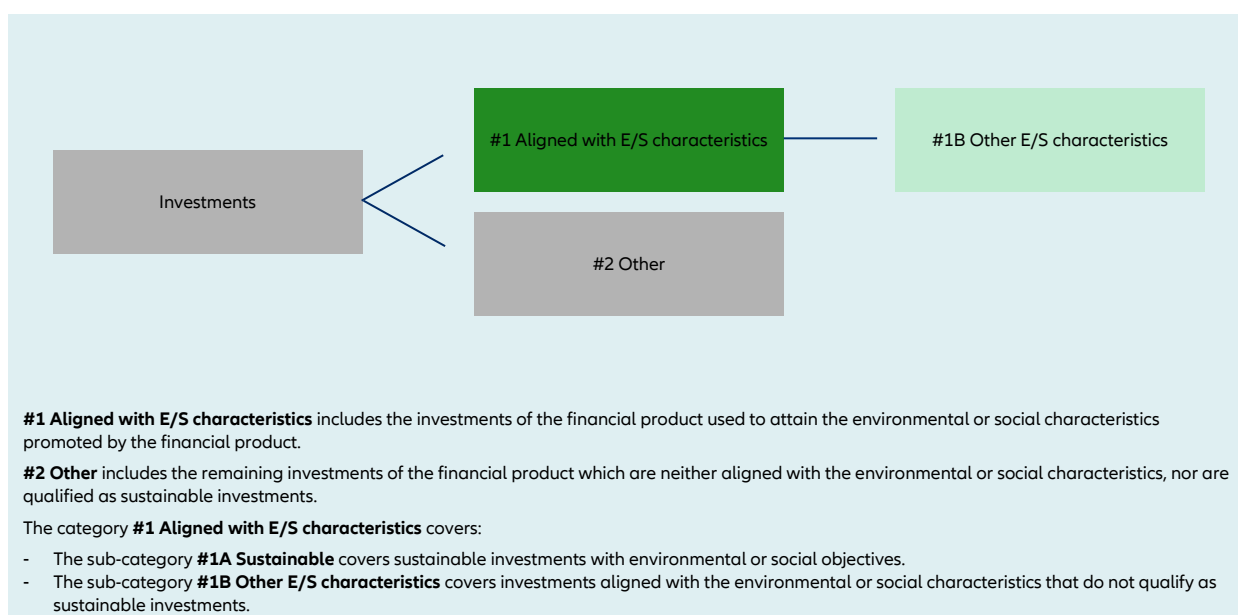 #1 Aligned with E/S characteristics
#1B Other E/S characteristics
Investments
#2 Other
#1 Aligned with E/S characteristics includes the investments of the financial product used to attain the environmental or social characteristics
promoted by the financial product.
#2 Other includes the remaining investments of the financial product which are neither aligned with the environmental or social characteristics, nor are
qualified as sustainable investments.
The category #1 Aligned with E/S characteristics covers:
- The sub-category #1A Sustainable covers sustainable investments with environmental or social objectives.
- The sub-category #1B Other E/S characteristics covers investments aligned with the environmental or social characteristics that do not qualify as
sustainable investments.